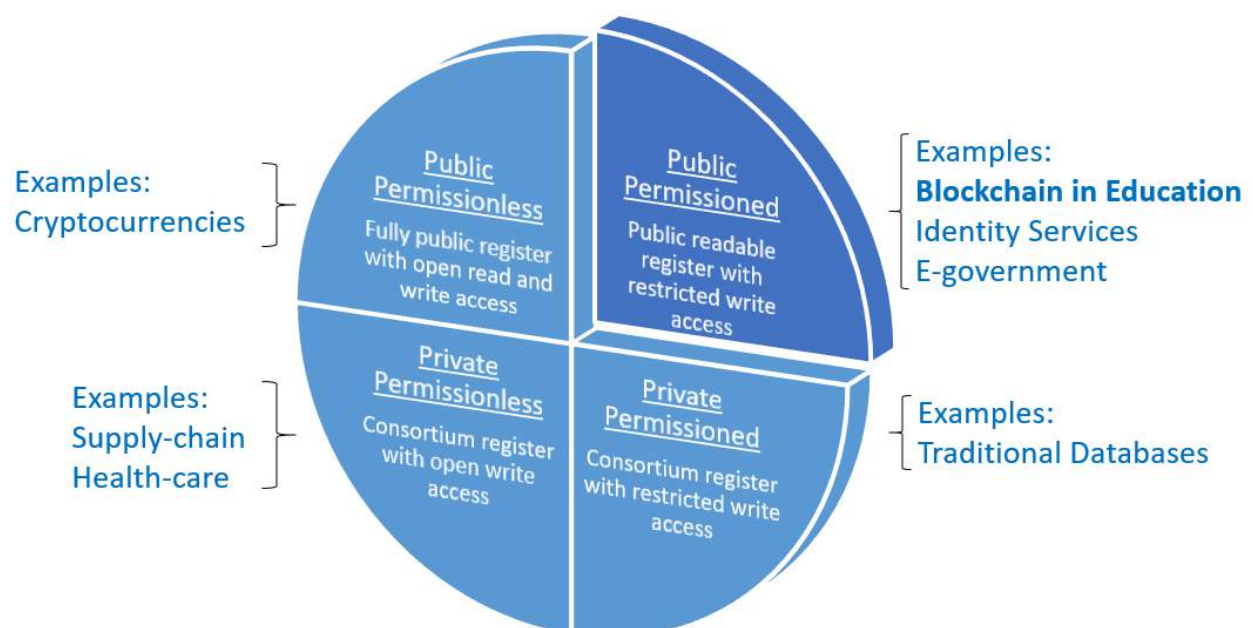 Examples:
Cryptocurrencies
Public
Permissionless
Fully public register
with open read and
write access
Public
Permissioned
Public readable
register with
restricted write
access
Examples:
Blockchain in Education
Identity Services
E-government
Examples:
Supply-chain
Health-care
Private
Permissionless
Consortium register
with open write
access
Private
Permissioned
Consortium register
with restricted write
access
Examples:
Traditional Databases